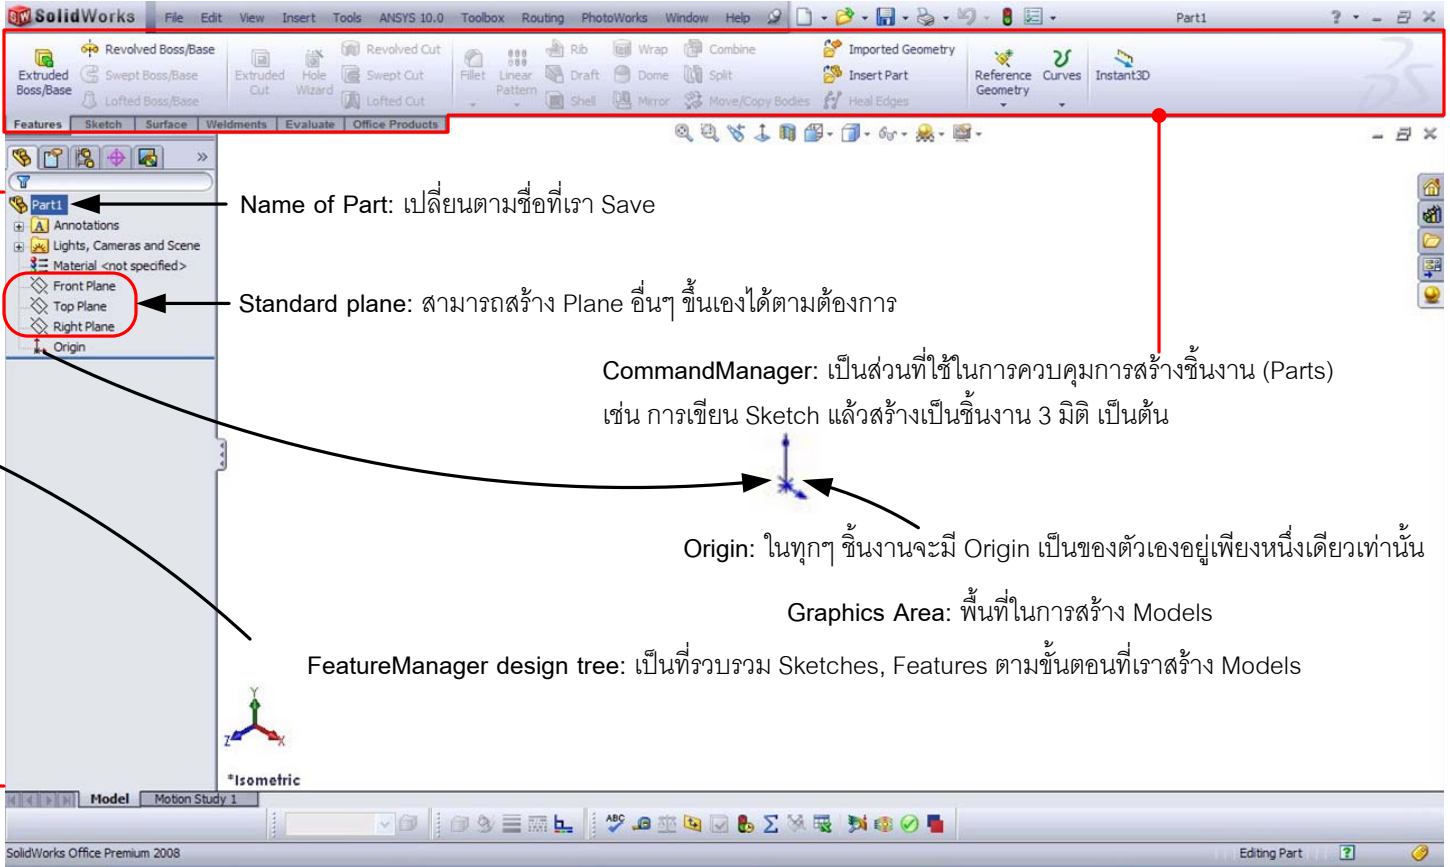 SolidWorks File Edit View Insert Tools ANSYS 10.0 Toolbox Routing PhotoWorks Window Help Part1 ?
Extruded Boss/Base
Revolved Boss/Base
Swept Boss/Base
Lofted Boss/Base
Extruded Cut
Hole Wizard
Revolved Cut
Swept Cut
Lofted Cut
Fillet
Linear Pattern
Rib
Draft
Shell
Wrap
Dome
Mirror
Combine
Split
Move/Copy Bodies
Imported Geometry
Insert Part
Heal Edges
Reference Geometry
Curves
Instant3D
Features Sketch Surface Weldments Evaluate Office Products
Part1
Annotations
Lights, Cameras and Scene
Material <not specified>
Front Plane
Top Plane
Right Plane
Origin
Name of Part: เปลี่ยนตามชื่อที่เรา Save
Standard plane: สามารถสร้าง Plane อื่นๆ ขึ้นเองได้ตามต้องการ
CommandManager: เป็นส่วนที่ใช้ในการควบคุมการสร้างชิ้นงาน (Parts)
เช่น การเขียน Sketch แล้วสร้างเป็นชิ้นงาน 3 มิติ เป็นต้น
Origin: ในทุกๆ ชิ้นงานจะมี Origin เป็นของตัวเองอยู่เพียงหนึ่งเดียวเท่านั้น
Graphics Area: พื้นที่ในการสร้าง Models
FeatureManager design tree: เป็นที่รวบรวม Sketches, Features ตามขั้นตอนที่เราสร้าง Models
Y
Z X
*Isometric
Model Motion Study 1
ABC
SolidWorks Office Premium 2008 Editing Part ?